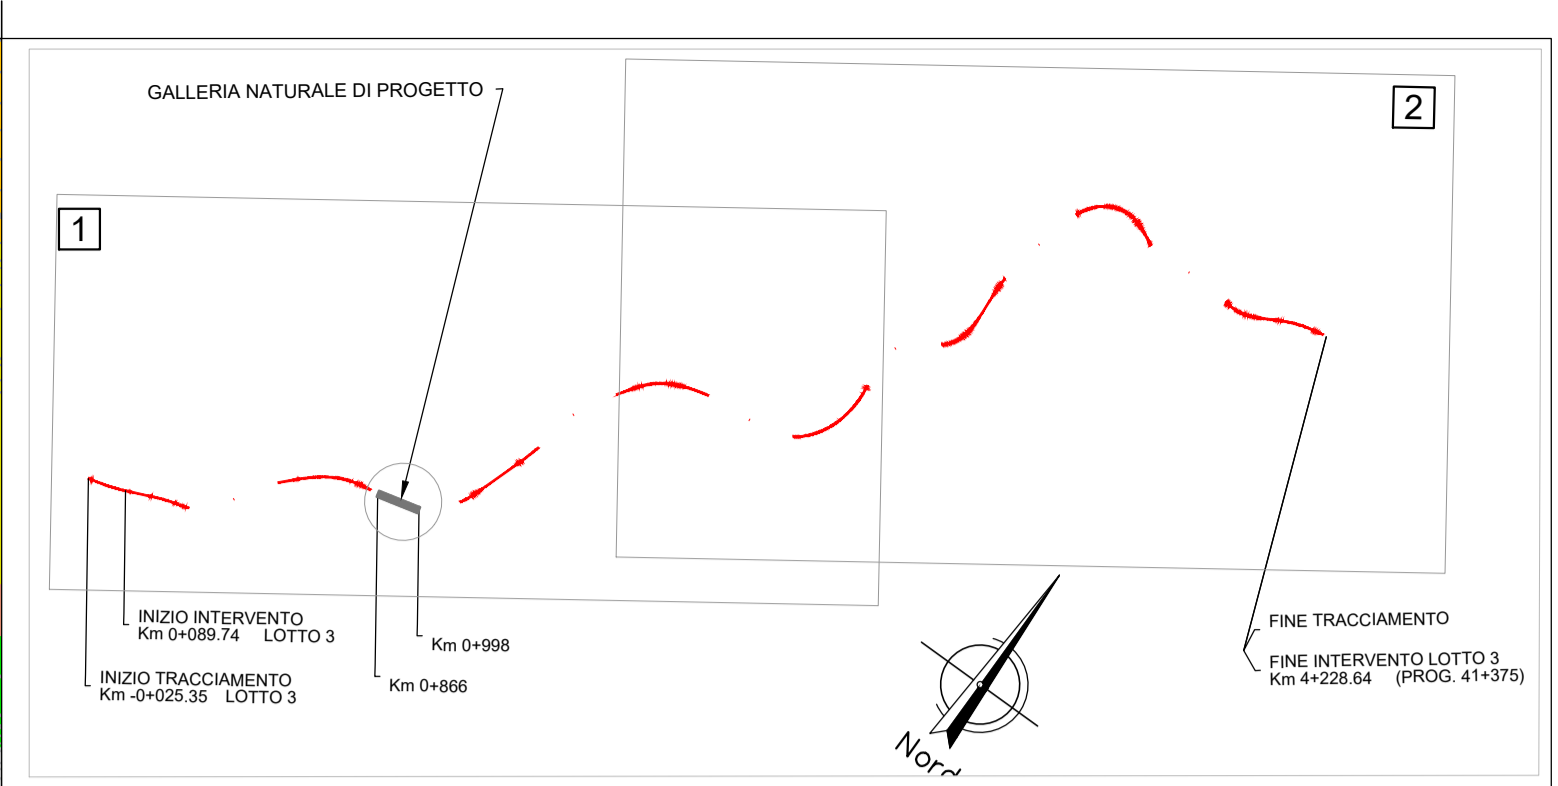 GALLERIA NATURALE DI PROGETTO
2
1
INIZIO INTERVENTO
Km 0+089.74 LOTTO 3
Km 0+998
INIZIO TRACCIAMENTO
Km -0+025.35 LOTTO 3
Km 0+866
FINE TRACCIAMENTO
FINE INTERVENTO LOTTO 3
Km 4+228.64 (PROG. 41+375)
Nord